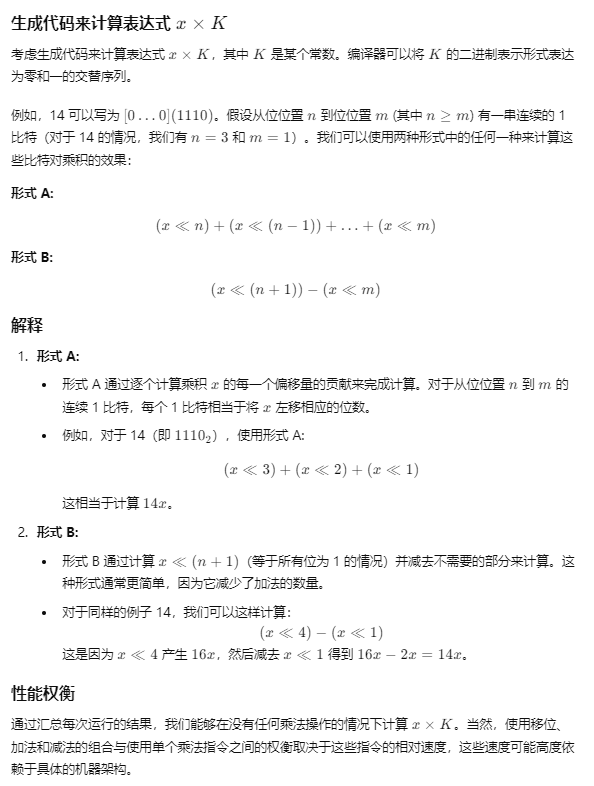 生成代码来计算表达式 x × K
考虑生成代码来计算表达式 x × K，其中 K 是某个常数。编译器可以将 K 的二进制表示形式表达
为零和一的交替序列。
例如，14 可以写为 [0…0](1110)。假设从位位置 n 到位位置 m (其中 n ≥ m) 有一串连续的 1
比特（对于 14 的情况，我们有 n = 3 和 m = 1）。我们可以使用两种形式中的任何一种来计算这
些比特对乘积的效果：
形式 A:
(x ≪ n) + (x ≪ (n − 1)) + … + (x ≪ m)
形式 B:
(x ≪ (n + 1)) − (x ≪ m)
解释
1. 形式 A:
• 形式 A 通过逐个计算乘积 x 的每一个偏移量的贡献来完成计算。对于从位位置 n 到 m 的
连续 1 比特，每个 1 比特相当于将 x 左移相应的位数。
• 例如，对于 14（即 1110₂），使用形式 A:
(x ≪ 3) + (x ≪ 2) + (x ≪ 1)
这相当于计算 14x。
2. 形式 B:
• 形式 B 通过计算 x ≪ (n + 1)（等于所有位为 1 的情况）并减去不需要的部分来计算。这
种形式通常更简单，因为它减少了加法的数量。
• 对于同样的例子 14，我们可以这样计算：
(x ≪ 4) − (x ≪ 1)
这是因为 x ≪ 4 产生 16x，然后减去 x ≪ 1 得到 16x − 2x = 14x。
性能权衡
通过汇总每次运行的结果，我们能够在没有任何乘法操作的情况下计算 x × K。当然，使用移位、
加法和减法的组合与使用单个乘法指令之间的权衡取决于这些指令的相对速度，这些速度可能高度依
赖于具体的机器架构。